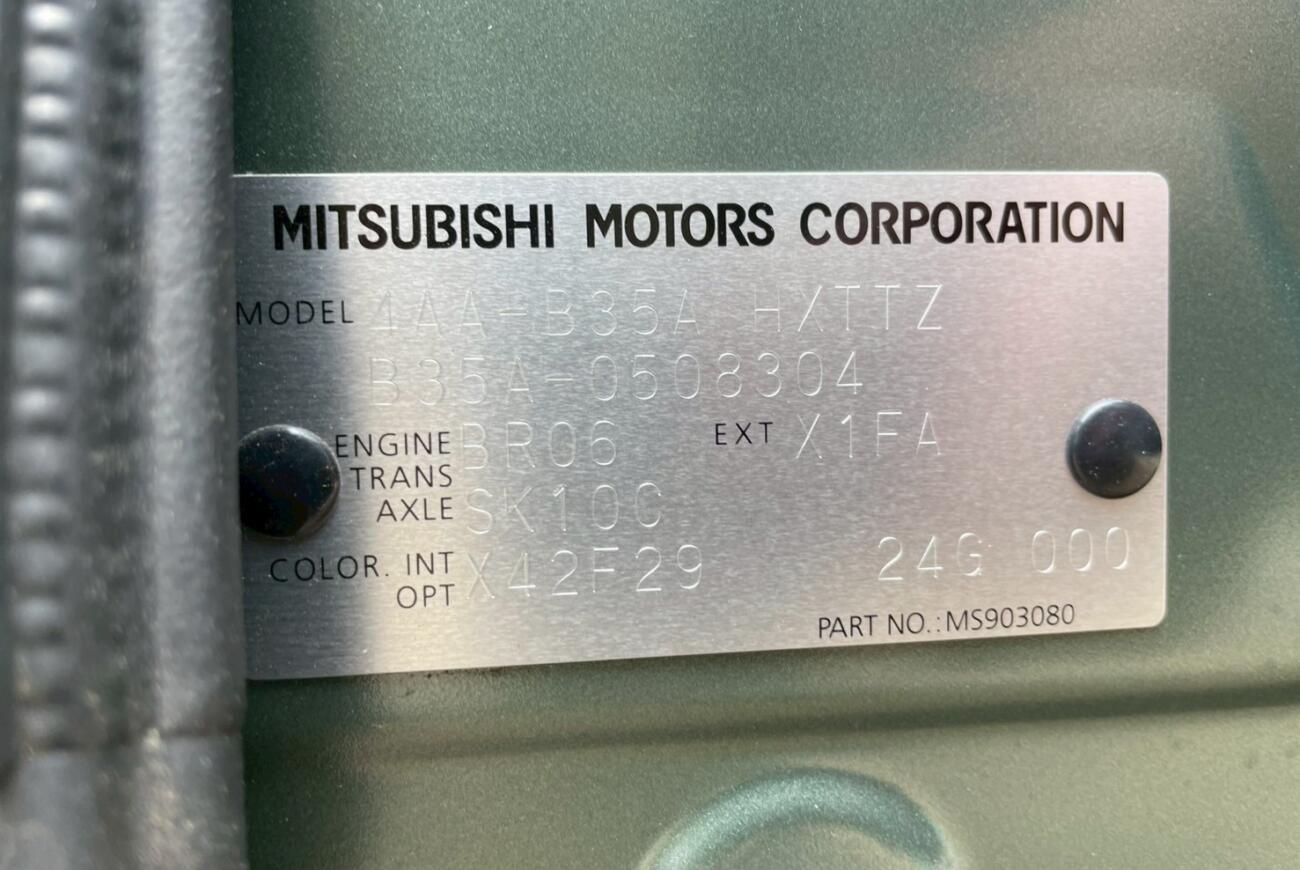 MITSUBISHI MOTORS CORPORATION
MODEL 4AA-B35A HXTTZ
B35A-0508304
ENGINE BR06 EXT X1FA
TRANS
AXLE SK10C
COLOR. INT X42F29 24G 000
OPT
PART NO.:MS903080